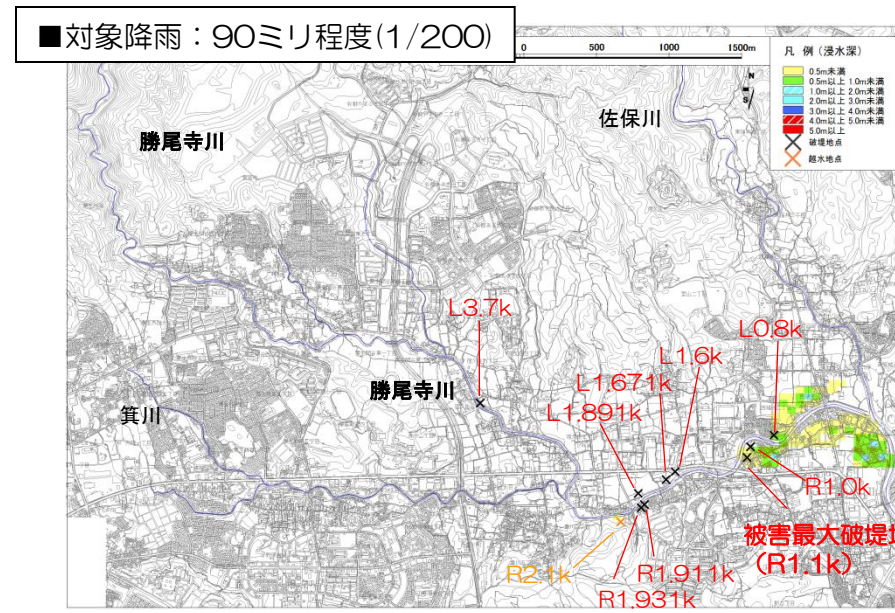 ■対象降雨：90ミリ程度(1/200)
0 500 1000 1500m
凡 例（浸水深）
0.5m未満
0.5m以上 1.0m未満
1.0m以上 2.0m未満
2.0m以上 3.0m未満
3.0m以上 4.0m未満
4.0m以上 5.0m未満
5.0m以上
破堤地点
越水地点
N
S
佐保川
勝尾寺川
L3.7k
L0.8k
L1.6k
L1.671k
勝尾寺川
L1.891k
箕川
R1.0k
被害最大破堤
（R1.1k）
R2.1k
R1.911k
R1.931k